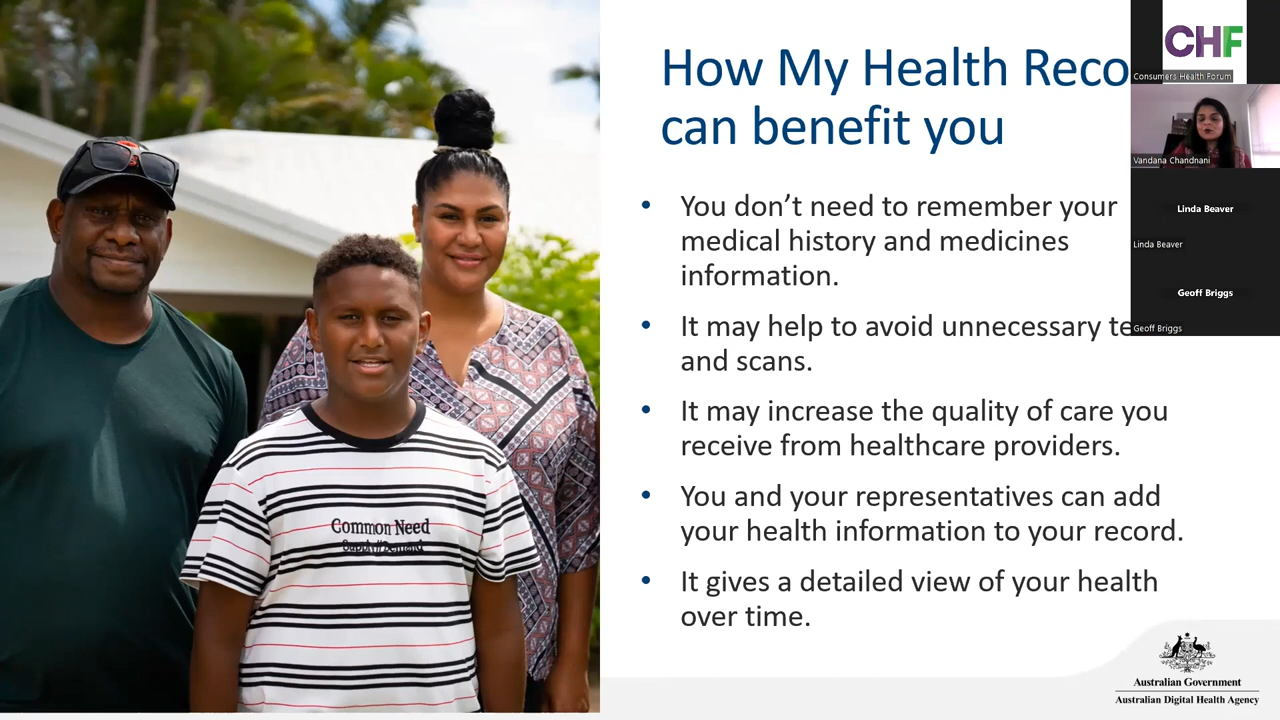 How My Health Reco
can benefit you
• You don’t need to remember your
medical history and medicines
information.
• It may help to avoid unnecessary te
and scans.
• It may increase the quality of care you
receive from healthcare providers.
• You and your representatives can add
your health information to your record.
• It gives a detailed view of your health
over time.
CHF
Consumers Health Forum
Vandana Chandnani
Linda Beaver
Linda Beaver
Geoff Briggs
Geoff Briggs
Common Need
Supply//Demand
Australian Government
Australian Digital Health Agency